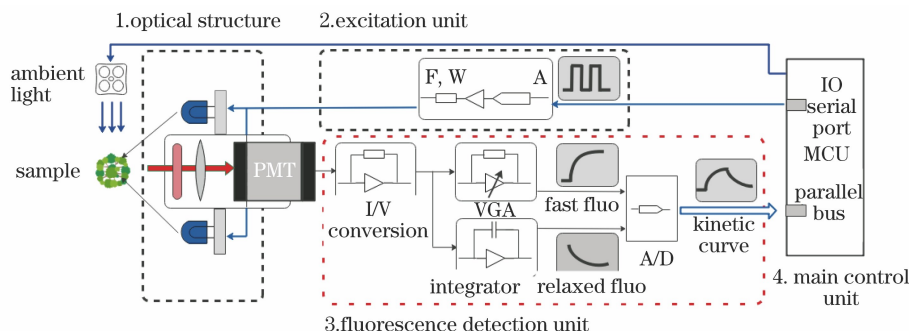 1.optical structure
2.excitation unit
ambient
light
F, W
A
IO
serial
port
MCU
sample
PMT
I/V
conversion
VGA
fast fluo
integrator
relaxed fluo
A/D
kinetic
curve
parallel
bus
4. main control
unit
3.fluorescence detection unit